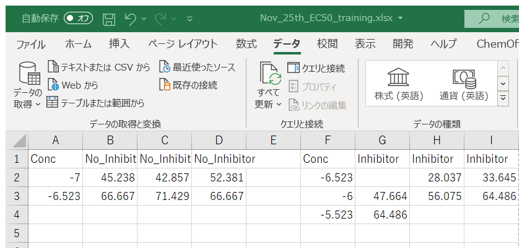 自動保存 オフ Nov_25th_EC50_training.xlsx 検索
ファイル ホーム 挿入 ページ レイアウト 数式 データ 校閲 表示 開発 ヘルプ ChemOff
データの取得 テキストまたは CSV から 最近使ったソース
Web から 既存の接続
テーブルまたは範囲から
すべて更新 クエリと接続
プロパティ
リンクの編集
株式 (英語) 通貨 (英語)
データの取得と変換 クエリと接続 データの種類
A B C D E F G H I
1 Conc No_Inhibit No_Inhibit No_Inhibitor Conc Inhibitor Inhibitor Inhibitor
2 -7 45.238 42.857 52.381 -6.523 28.037 33.645
3 -6.523 66.667 71.429 66.667 -6 47.664 56.075 64.486
4 -5.523 64.486